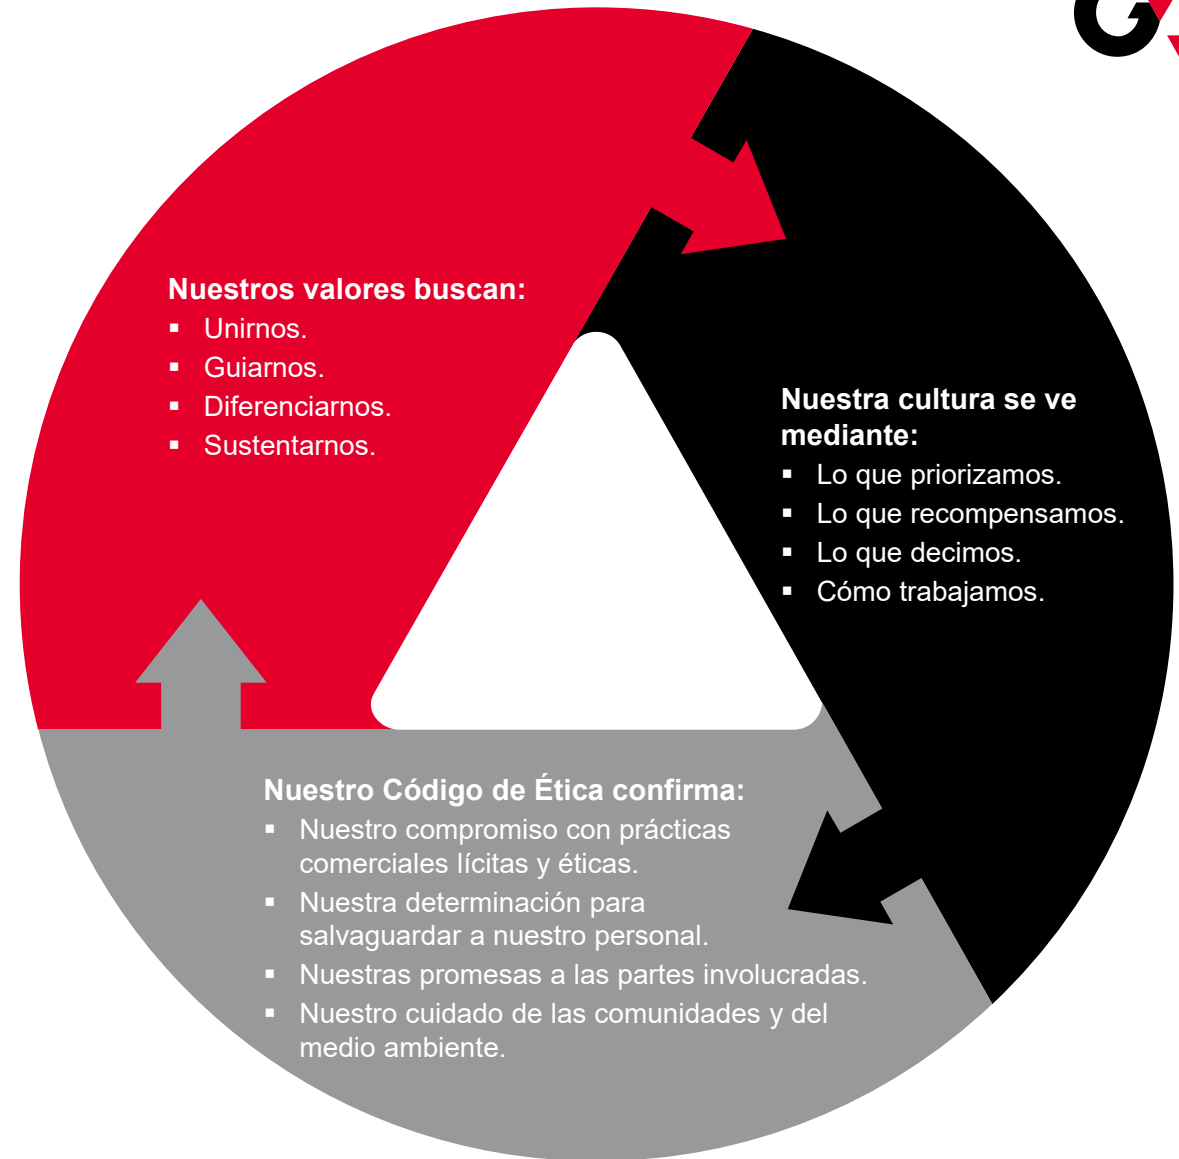 G
Nuestros valores buscan:
▪ Unirnos.
▪ Guiarnos.
▪ Diferenciarnos.
▪ Sustentarnos.
Nuestra cultura se ve
mediante:
▪ Lo que priorizamos.
▪ Lo que recompensamos.
▪ Lo que decimos.
▪ Cómo trabajamos.
Nuestro Código de Ética confirma:
▪ Nuestro compromiso con prácticas
comerciales lícitas y éticas.
▪ Nuestra determinación para
salvaguardar a nuestro personal.
▪ Nuestras promesas a las partes involucradas.
▪ Nuestro cuidado de las comunidades y del
medio ambiente.